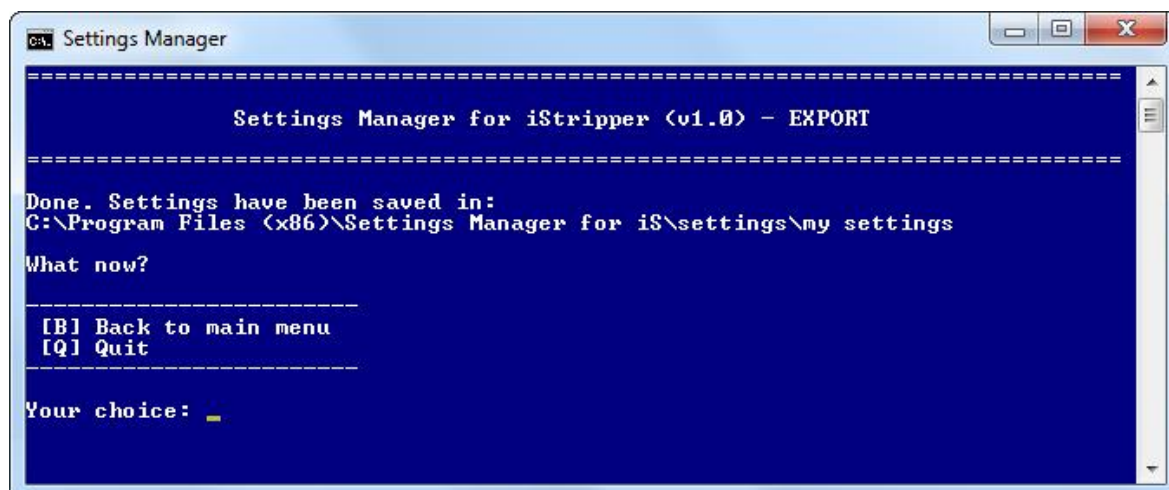 Settings Manager
===============================================================================
Settings Manager for iStripper (v1.0) - EXPORT
===============================================================================
Done. Settings have been saved in:
C:\Program Files (x86)\Settings Manager for iS\settings\my settings
What now?
------------------------
[B] Back to main menu
[Q] Quit
------------------------
Your choice: _